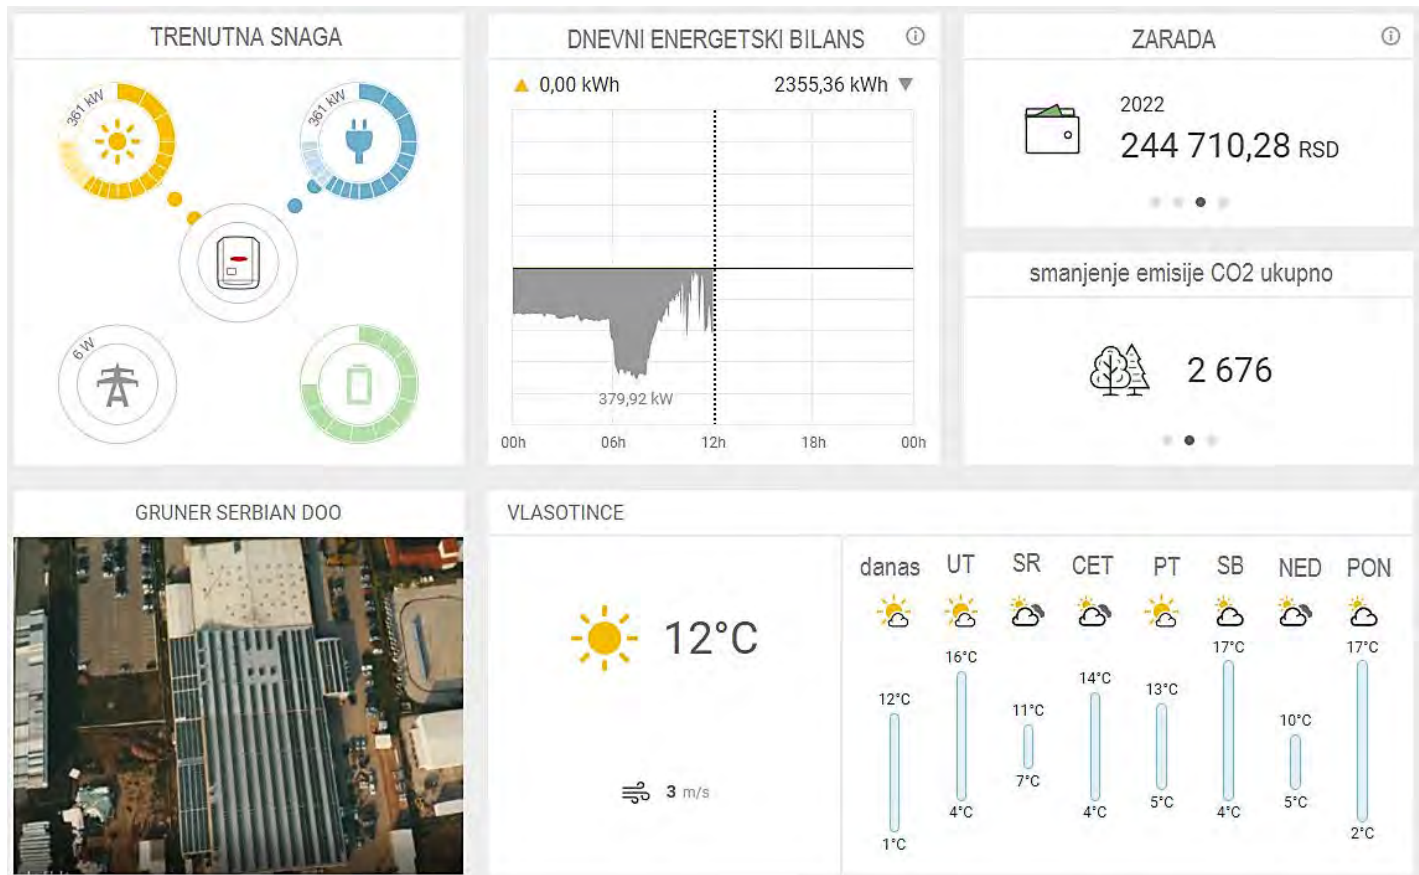 TRENUTNA SNAGA
361 kW
361 kW
6 W
DNEVNI ENERGETSKI BILANS
0,00 kWh
2355,36 kWh
379,92 kW
00h 06h 12h 18h 00h
ZARADA
2022
244 710,28 RSD
smanjenje emisije CO2 ukupno
2 676
GRUNER SERBIAN DOO
VLASOTINCE
12°C
3 m/s
danas UT SR CET PT SB NED PON
12°C 16°C 11°C 14°C 13°C 17°C 10°C 17°C
1°C 4°C 7°C 4°C 5°C 4°C 5°C 2°C